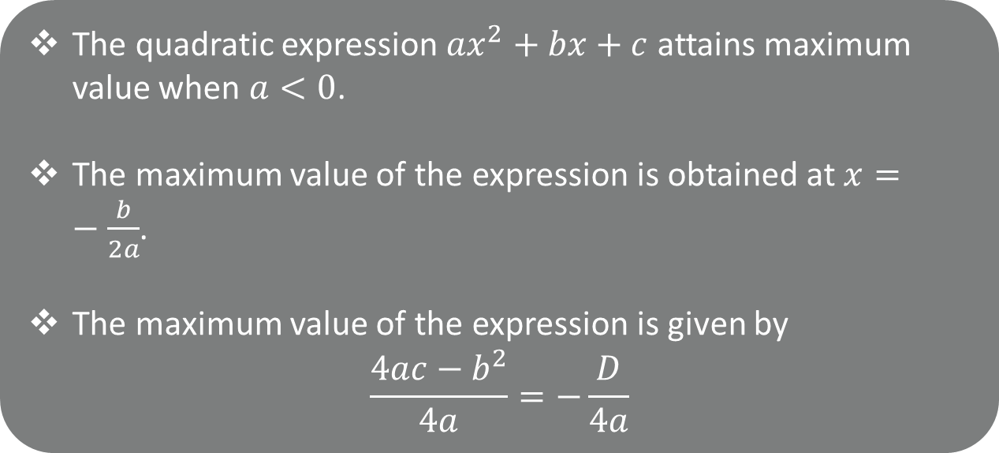 ❖ The quadratic expression $ax^2 + bx + c$ attains maximum
value when $a < 0$.
❖ The maximum value of the expression is obtained at $x =$
$-\frac{b}{2a}$.
❖ The maximum value of the expression is given by
$\frac{4ac - b^2}{4a} = -\frac{D}{4a}$